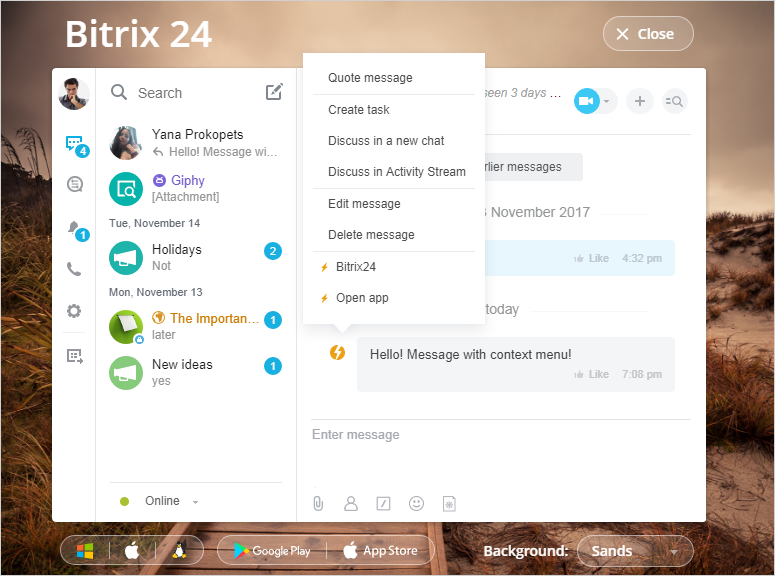 Bitrix 24
Close
Search
4
1
Yana Prokopets
Hello! Message wi...
Giphy
[Attachment]
Tue, November 14
Holidays
2
Not
Mon, November 13
The Importan...
1
later
New ideas
1
yes
Online
Quote message
Create task
Discuss in a new chat
Discuss in Activity Stream
Edit message
Delete message
Bitrix24
Open app
seen 3 days ...
messages
November 2017
Like 4:32 pm
today
Hello! Message with context menu!
Like 7:08 pm
Enter message
Google Play
App Store
Background:
Sands